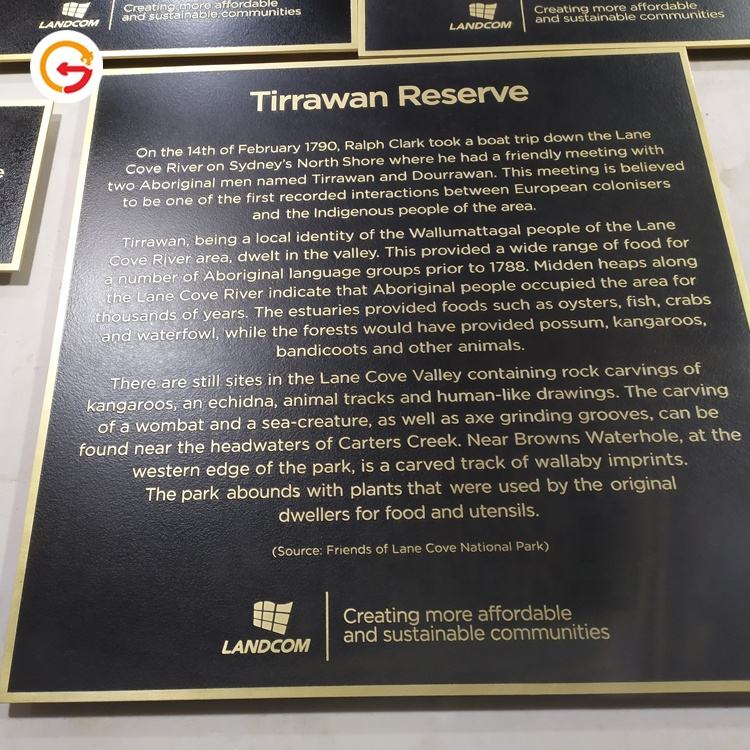 LANDCOM
Creating more affordable
and sustainable communities
LANDCOM
Creating more affordable
and sustainable communities
Tirrawan Reserve
On the 14th of February 1790, Ralph Clark took a boat trip down the Lane
Cove River on Sydney's North Shore where he had a friendly meeting with
two Aboriginal men named Tirrawan and Dourrawan. This meeting is believed
to be one of the first recorded interactions between European colonisers
and the Indigenous people of the area.
Tirrawan, being a local identity of the Wallumattagal people of the Lane
Cove River area, dwelt in the valley. This provided a wide range of food for
a number of Aboriginal language groups prior to 1788. Midden heaps along
the Lane Cove River indicate that Aboriginal people occupied the area for
thousands of years. The estuaries provided foods such as oysters, fish, crabs
and waterfowl, while the forests would have provided possum, kangaroos,
bandicoots and other animals.
There are still sites in the Lane Cove Valley containing rock carvings of
kangaroos, an echidna, animal tracks and human-like drawings. The carving
of a wombat and a sea-creature, as well as axe grinding grooves, can be
found near the headwaters of Carters Creek. Near Browns Waterhole, at the
western edge of the park, is a carved track of wallaby imprints.
The park abounds with plants that were used by the original
dwellers for food and utensils.
(Source: Friends of Lane Cove National Park)
LANDCOM
Creating more affordable
and sustainable communities